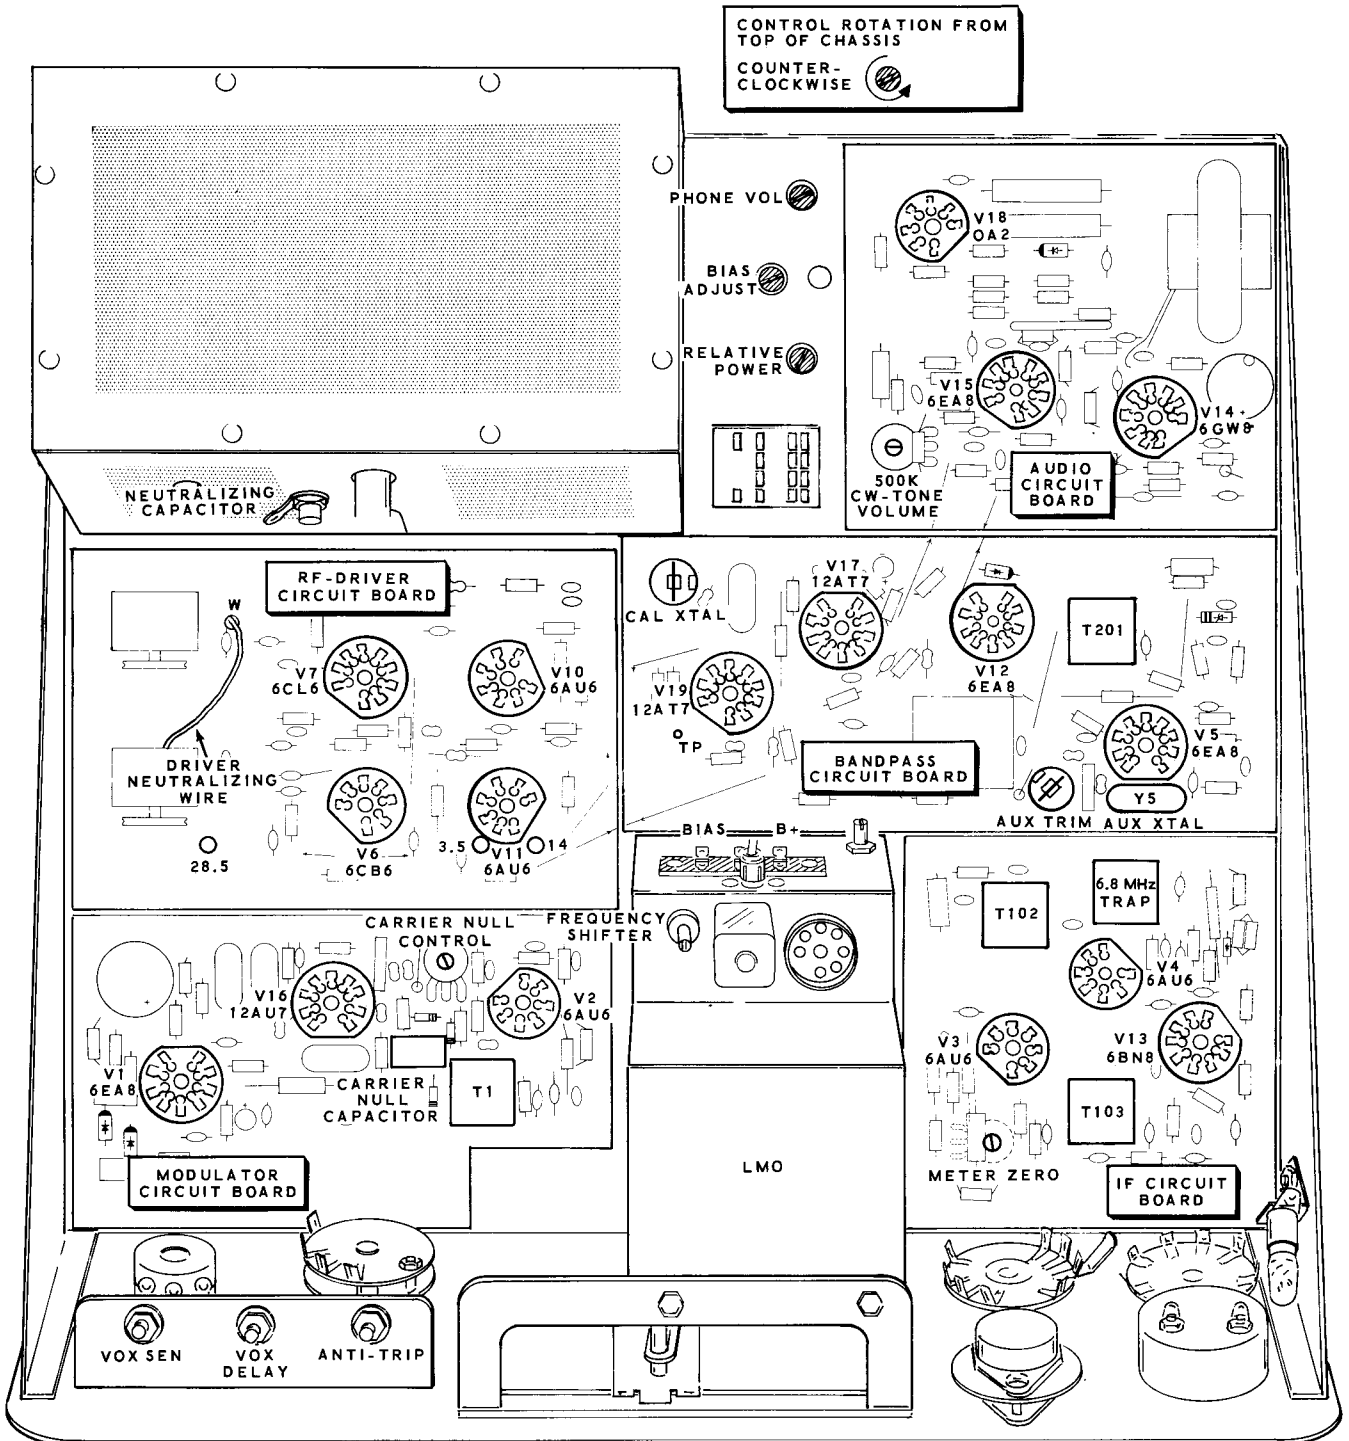 CONTROL ROTATION FROM
TOP OF CHASSIS
COUNTER-
CLOCKWISE
PHONE VOL
BIAS
ADJUST
RELATIVE
POWER
V18
OA2
V15
6EA8
V14
6GW8
500K
CW-TONE
VOLUME
AUDIO
CIRCUIT
BOARD
NEUTRALIZING
CAPACITOR
RF-DRIVER
CIRCUIT BOARD
W
V7
6CL6
V10
6AU6
DRIVER
NEUTRALIZING
WIRE
28.5
V6
6CB6
3.5
V11
6AU6
14
CAL XTAL
V17
12AT7
V19
12AT7
TP
V12
6EA8
T201
V5
6EA8
BANDPASS
CIRCUIT BOARD
Y5
AUX TRIM
AUX XTAL
BIAS
B+
FREQUENCY
SHIFTER
CARRIER NULL
CONTROL
V16
12AU7
V2
6AU6
V1
6EA8
CARRIER
NULL
CAPACITOR
T1
MODULATOR
CIRCUIT BOARD
LMO
T102
6.8 MHz
TRAP
V4
6AU6
V3
6AU6
V13
6BN8
T103
METER ZERO
IF CIRCUIT
BOARD
VOX SEN
VOX
DELAY
ANTI-TRIP